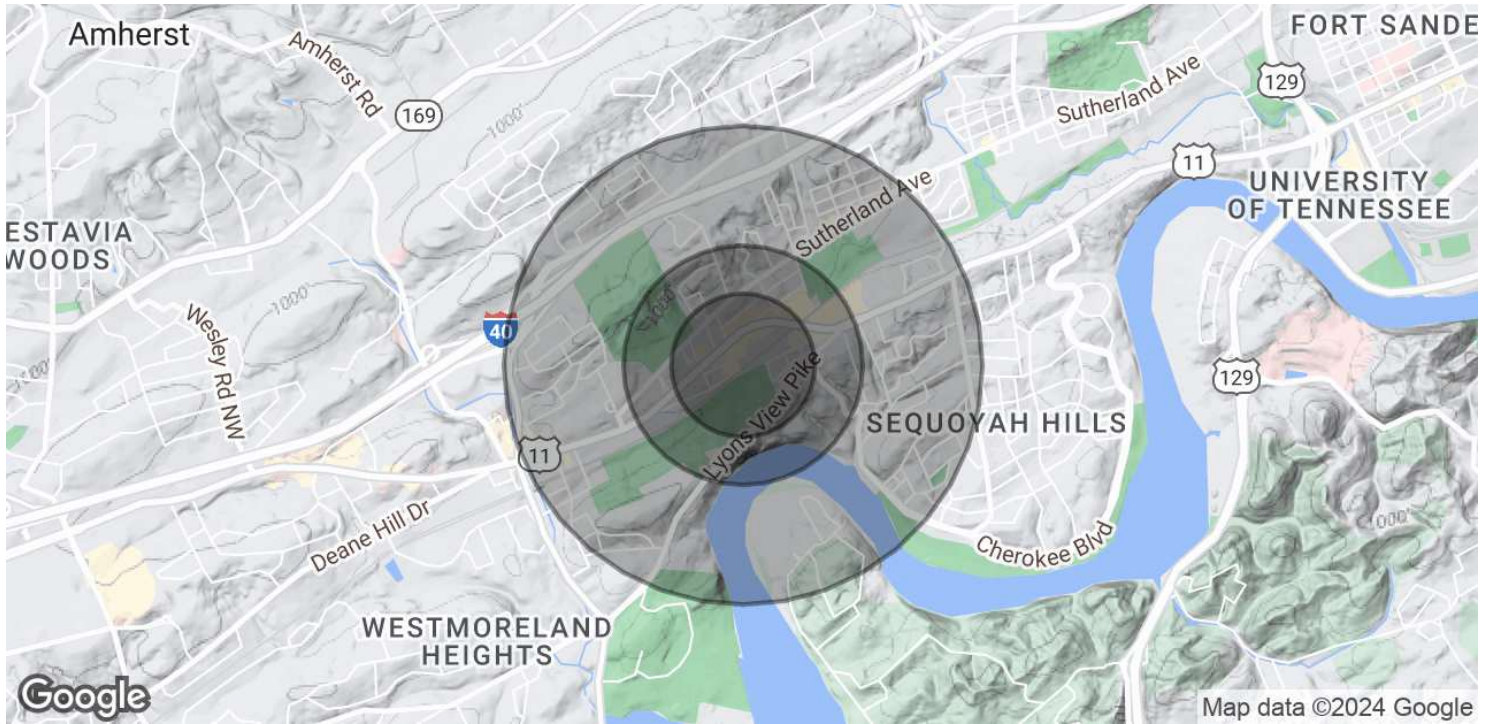 Amherst
Amherst Rd
169
1000'
FORT SANDE
129
Sutherland Ave
11
UNIVERSITY
OF TENNESSEE
ESTAVIA
WOODS
1000'
Sutherland Ave
1000'
40
Wesley Rd NW
1000'
129
Lyons View Pike
SEQUOYAH HILLS
11
Deane Hill Dr
1000'
Cherokee Blvd
WESTMORELAND
HEIGHTS
Google
Map data ©2024 Google